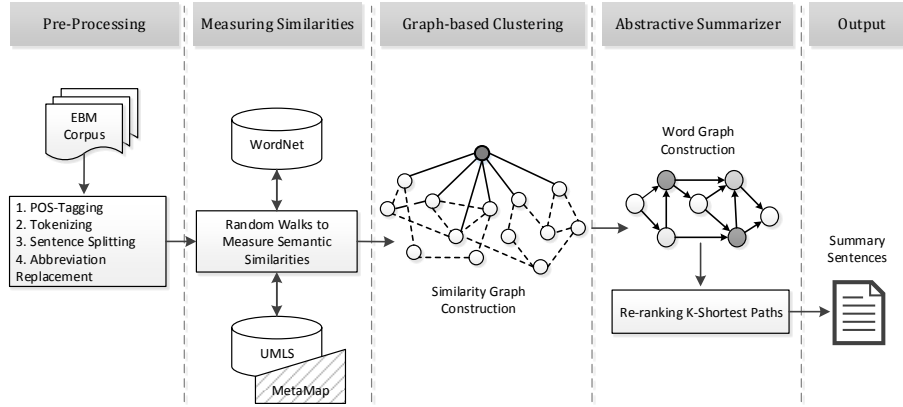 Pre-Processing
Measuring Similarities
Graph-based Clustering
Abstractive Summarizer
Output
EBM
Corpus
1. POS-Tagging
2. Tokenizing
3. Sentence Splitting
4. Abbreviation
Replacement
WordNet
Random Walks to
Measure Semantic
Similarities
UMLS
MetaMap
Similarity Graph
Construction
Word Graph
Construction
Re-ranking K-Shortest Paths
Summary
Sentences